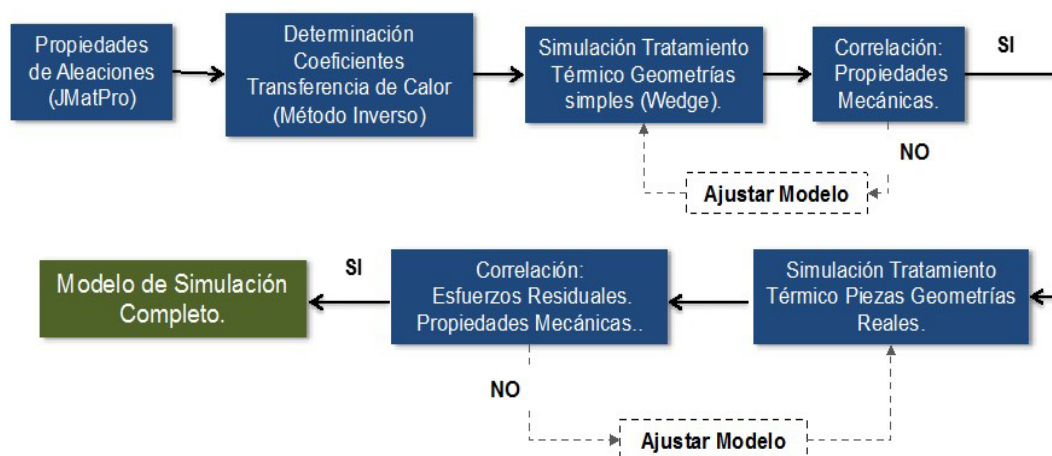 Propiedades
de Aleaciones
(JMatPro)
Determinación
Coeficientes
Transferencia de Calor
(Método Inverso)
Simulación Tratamiento
Térmico Geometrías
simples (Wedge).
Correlación:
Propiedades
Mecánicas.
SI
NO
Ajustar Modelo
Modelo de Simulación
Completo.
SI
Correlación:
Esfuerzos Residuales.
Propiedades Mecánicas..
Simulación Tratamiento
Térmico Piezas Geometrías
Reales.
NO
Ajustar Modelo